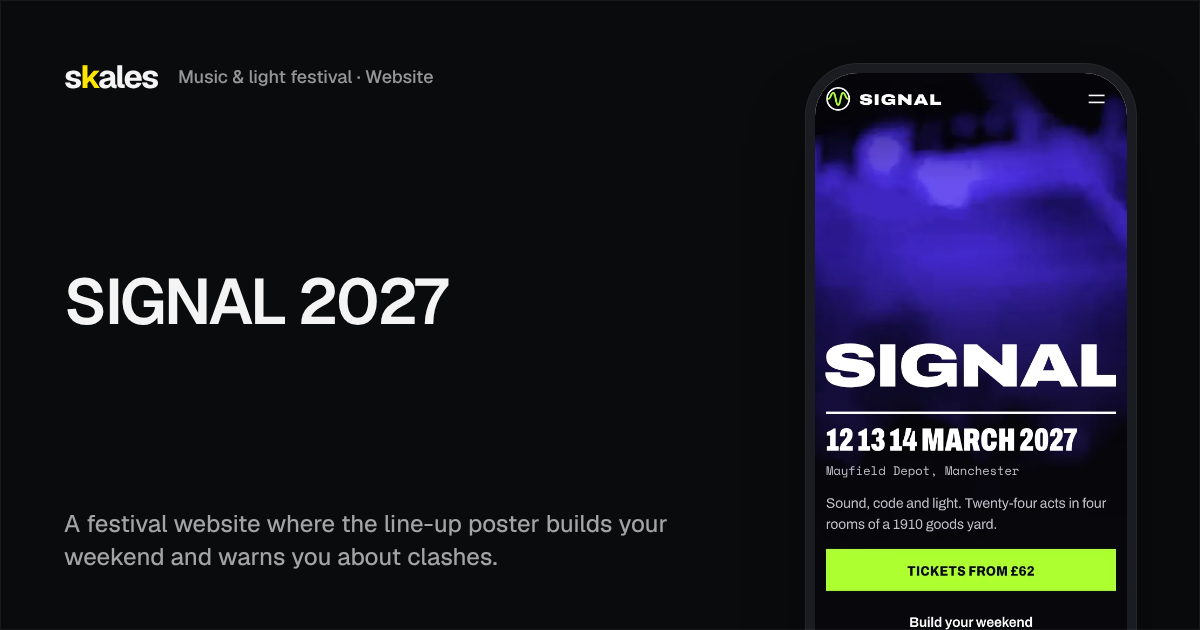 skales
Music & light festival · Website
SIGNAL 2027
A festival website where the line-up poster builds your
weekend and warns you about clashes.
SIGNAL
SIGNAL
12 13 14 MARCH 2027
Mayfield Depot, Manchester
Sound, code and light. Twenty-four acts in four
rooms of a 1910 goods yard.
TICKETS FROM £62
Build your weekend